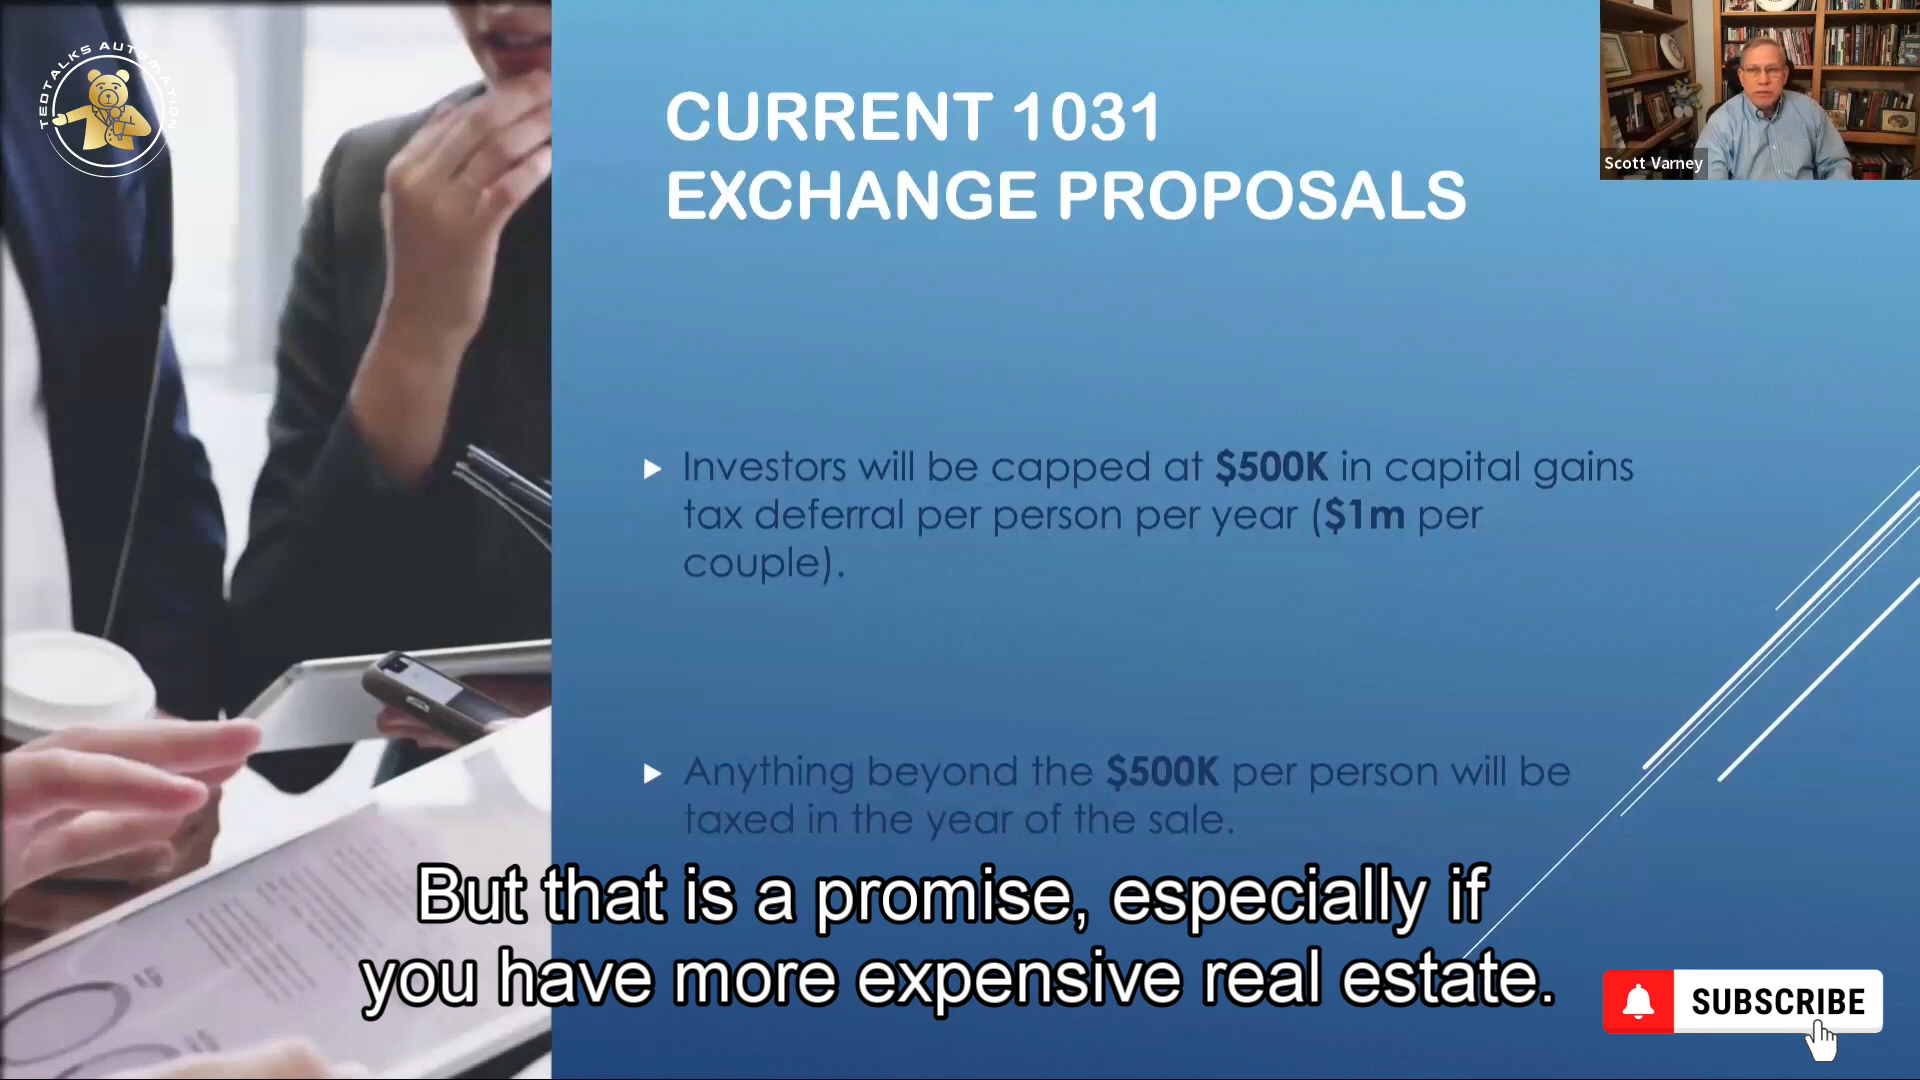 TEDTALKS AUTOMATION
CURRENT 1031
EXCHANGE PROPOSALS
Scott Varney
Investors will be capped at $500K in capital gains
tax deferral per person per year ($1m per
couple).
Anything beyond the $500K per person will be
taxed in the year of the sale.
But that is a promise, especially if
you have more expensive real estate.
SUBSCRIBE